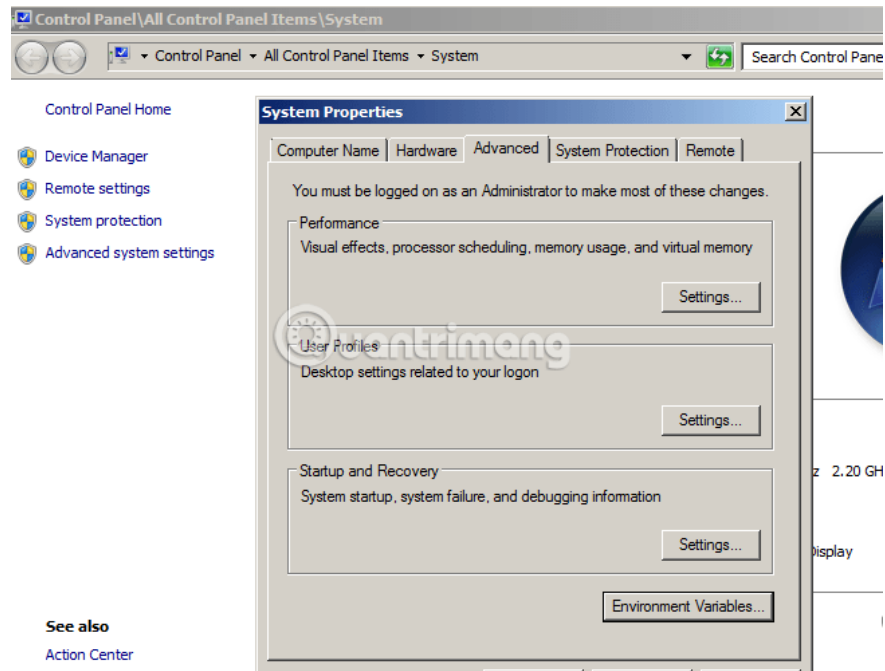 Control Panel\All Control Panel Items\System
Control Panel All Control Panel Items System
Search Control Pane
Control Panel Home
Device Manager
Remote settings
System protection
Advanced system settings
See also
Action Center
System Properties
Computer Name Hardware Advanced System Protection Remote
You must be logged on as an Administrator to make most of these changes.
Performance
Visual effects, processor scheduling, memory usage, and virtual memory
Settings...
Quantrimang
User Profiles
Desktop settings related to your logon
Settings...
Startup and Recovery
System startup, system failure, and debugging information
Settings...
Environment Variables...
z 2.20 GH
Display